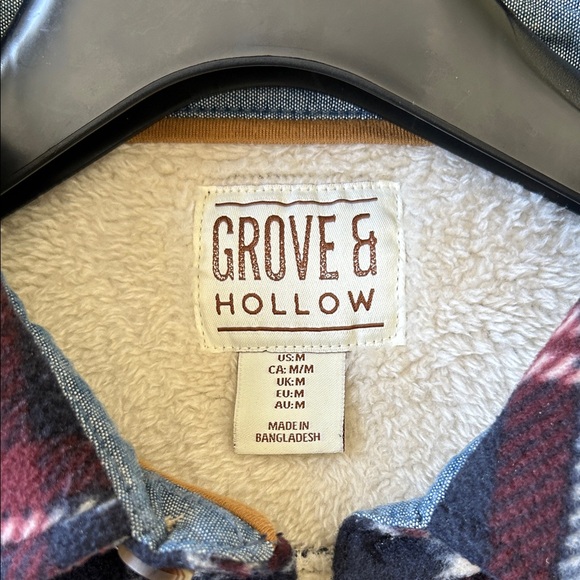 GROVE &
HOLLOW
US:M
CA: M/M
UK:M
EU:M
AU:M
MADE IN
BANGLADESH